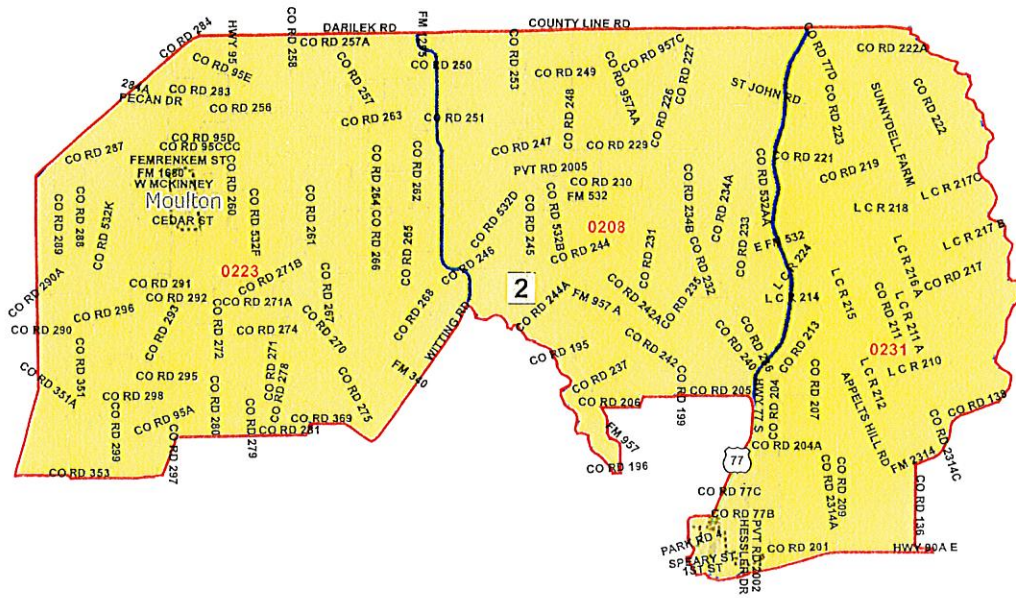 CO RD 284
DARILEK RD
COUNTY LINE RD
HWY 95
CO RD 258
CO RD 257A
CO RD 95E
284A
PECAN DR
CO RD 283
CO RD 256
CO RD 257
CO RD 263
CO RD 250
CO RD 251
CO RD 253
CO RD 249
CO RD 248
CO RD 957AA
CO RD 957C
CO RD 227
CO RD 226
ST JOHN RD
CO RD 77D
CO RD 222A
CO RD 222
CO RD 223
SUNNYDELL FARM
CO RD 287
CO RD 95D
CO RD 95CCC
FEMRENKEM ST
FM 1680
W MCKINNEY
Moulton
CEDAR ST
CO RD 260
CO RD 532F
CO RD 261
CO RD 264
CO RD 266
CO RD 265
CO RD 262
CO RD 247
CO RD 229
PVT RD 2005
CO RD 230
FM 532
0208
CO RD 532D
CO RD 245
CO RD 532B
CO RD 244
CO RD 231
CO RD 234B
CO RD 234A
CO RD 233
CO RD 532AA
CO RD 221
CO RD 219
L C R 217C
L C R 218
L C R 217 B
E FM 532
L C R 224
L C R 214
L C R 215
L C R 216 A
CO RD 217
CO RD 211
L C R 211 A
CO RD 289
CO RD 288
CO RD 532K
CO RD 290A
CO RD 290
CO RD 296
CO RD 291
CO RD 292
CO RD 293
0223
CO RD 271B
CO RD 271A
CO RD 274
CO RD 272
CO RD 271
CO RD 278
CO RD 267
CO RD 270
CO RD 268
CO RD 246
WITTING RD
FM 340
2
CO RD 244A
FM 957 A
CO RD 242A
CO RD 235
CO RD 232
CO RD 195
CO RD 242
CO RD 240
CO RD 213
0231
L C R 210
L C R 212
CO RD 351A
CO RD 351
CO RD 295
CO RD 298
CO RD 299
CO RD 95A
CO RD 297
CO RD 280
CO RD 279
CO RD 281
CO RD 369
CO RD 275
CO RD 353
CO RD 237
CO RD 206
FM 957
CO RD 196
CO RD 199
CO RD 205
HWY 77 S
CO RD 204
CO RD 207
APPELTS HILL RD
CO RD 139
FM 2314
CO RD 2314C
CO RD 204A
77
CO RD 209
CO RD 2314A
CO RD 136
CO RD 77C
CO RD 77B
PARK RD
SPEARY ST
1ST ST
HESSLER DR
PVT RD 2002
CO RD 201
HWY 90A E